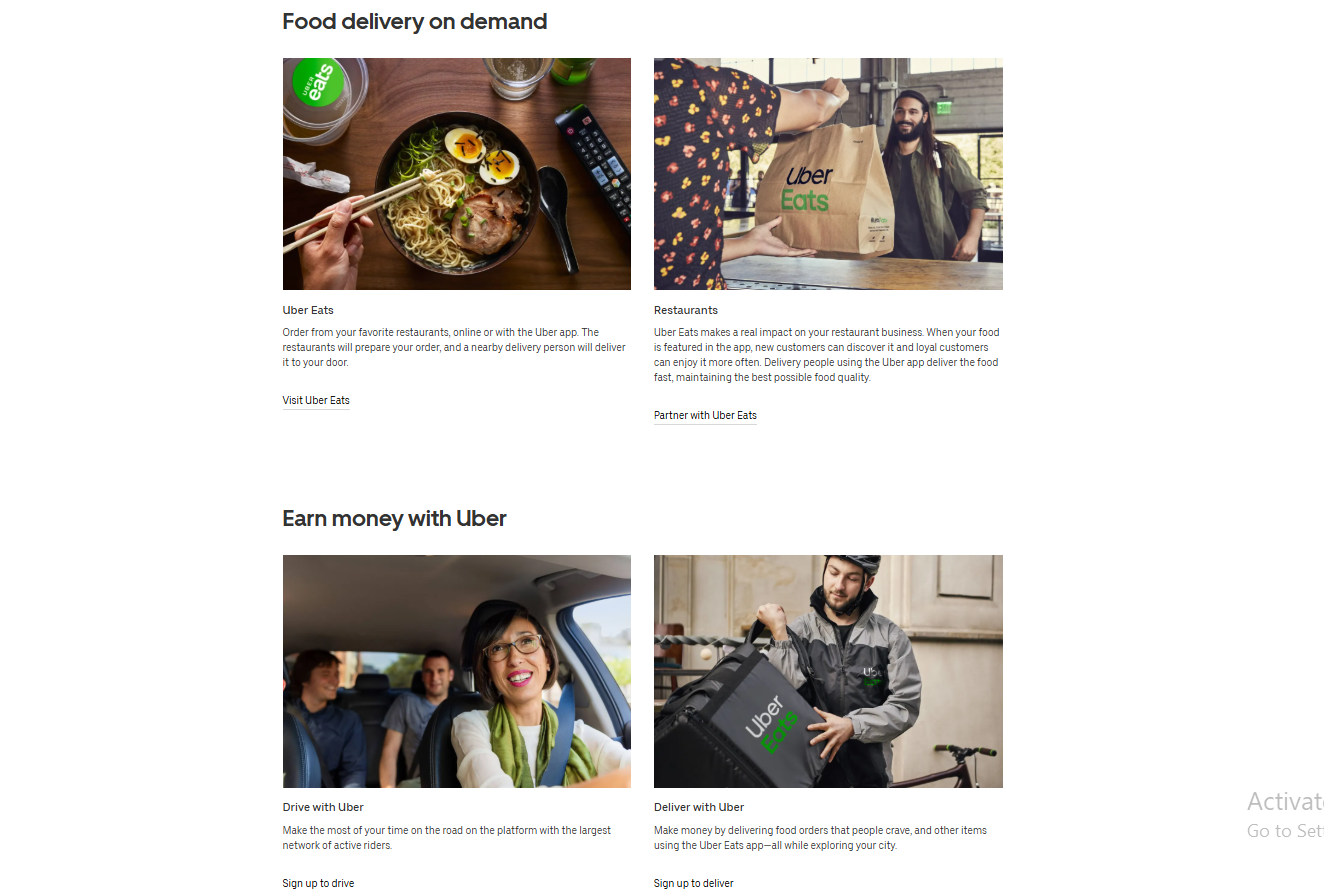 Food delivery on demand
UBER
eats
Uber
Eats
Uber Eats
Order from your favorite restaurants, online or with the Uber app. The
restaurants will prepare your order, and a nearby delivery person will deliver
it to your door.
Visit Uber Eats
Restaurants
Uber Eats makes a real impact on your restaurant business. When your food
is featured in the app, new customers can discover it and loyal customers
can enjoy it more often. Delivery people using the Uber app deliver the food
fast, maintaining the best possible food quality.
Partner with Uber Eats
Earn money with Uber
Uber
Eats
Drive with Uber
Make the most of your time on the road on the platform with the largest
network of active riders.
Sign up to drive
Deliver with Uber
Make money by delivering food orders that people crave, and other items
using the Uber Eats app—all while exploring your city.
Sign up to deliver
Activat
Go to Set